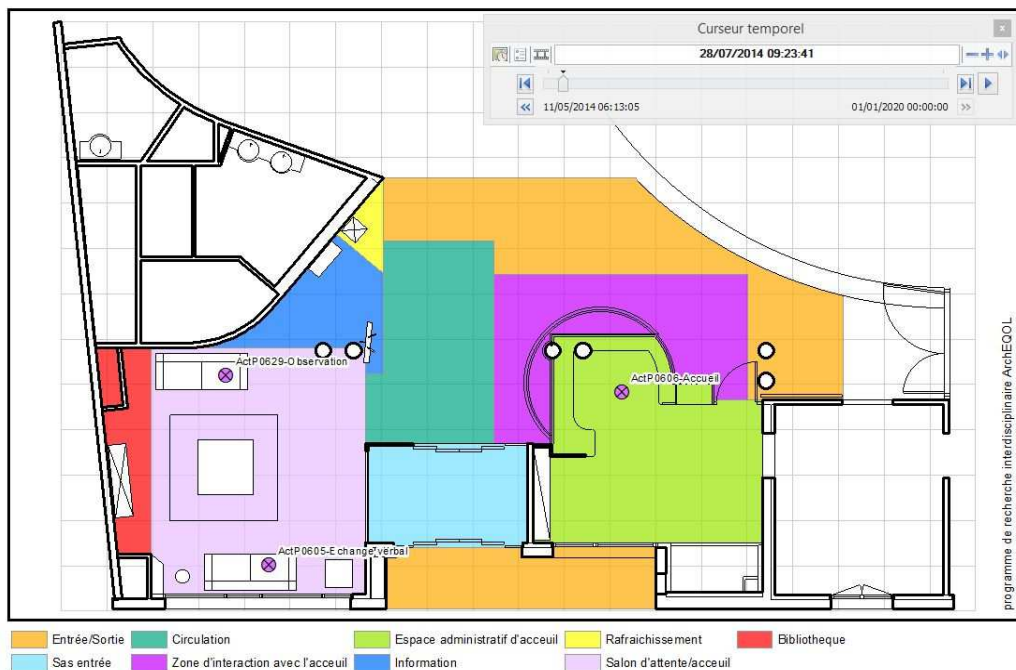 Curseur temporel
x
28/07/2014 09:23:41
11/05/2014 06:13:05
01/01/2020 00:00:00
ActP0629-Observation
ActP0606-Accueil
ActP0605-Echange verbal
programme de recherche interdisciplinaire ArchEQOL
Entrée/Sortie
Circulation
Espace administratif d'acceuil
Rafraichissement
Bibliotheque
Sas entrée
Zone d'interaction avec l'acceuil
Information
Salon d'attente/acceuil